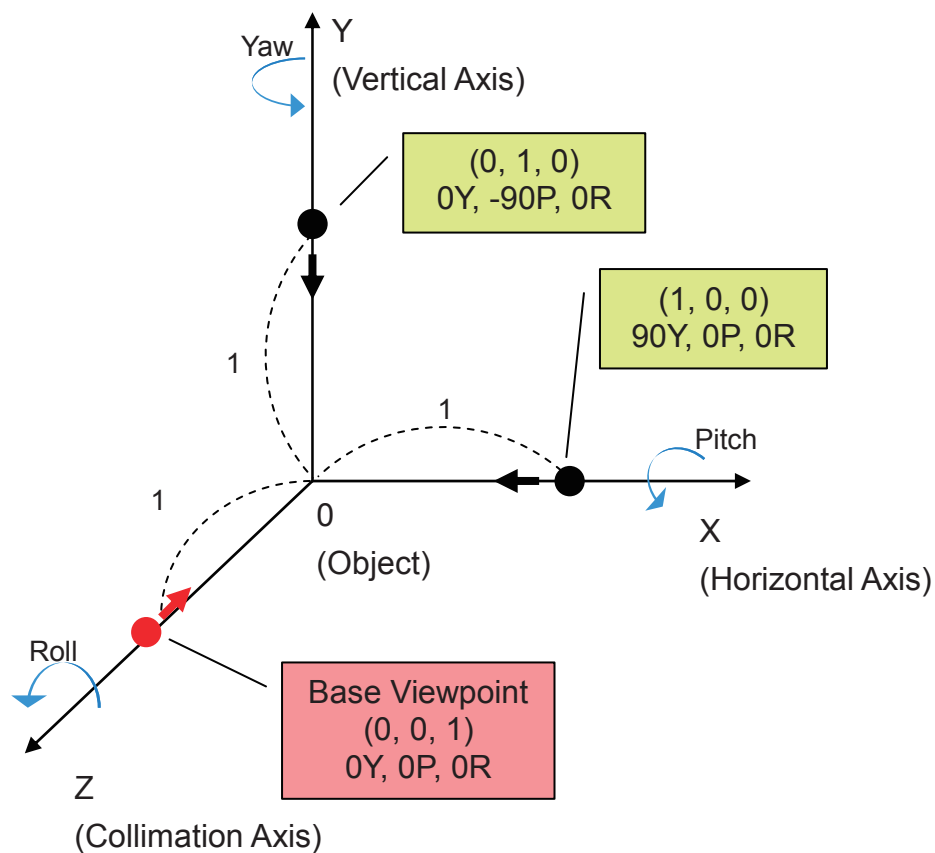 Y
Yaw
(Vertical Axis)
(0, 1, 0)
0Y, -90P, 0R
(1, 0, 0)
90Y, 0P, 0R
1
1
Pitch
1
0
(Object)
X
(Horizontal Axis)
Roll
Base Viewpoint
(0, 0, 1)
0Y, 0P, 0R
Z
(Collimation Axis)